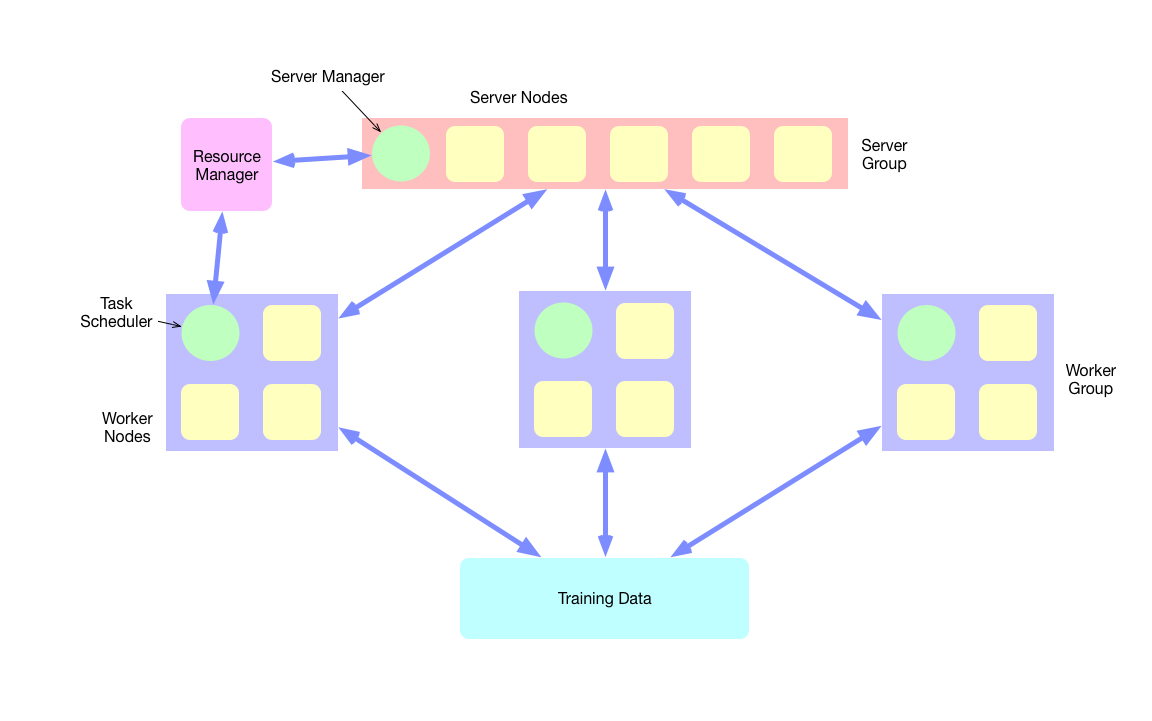 Server Manager
Server Nodes
Resource
Manager
Server
Group
Task
Scheduler
Worker
Group
Worker
Nodes
Training Data